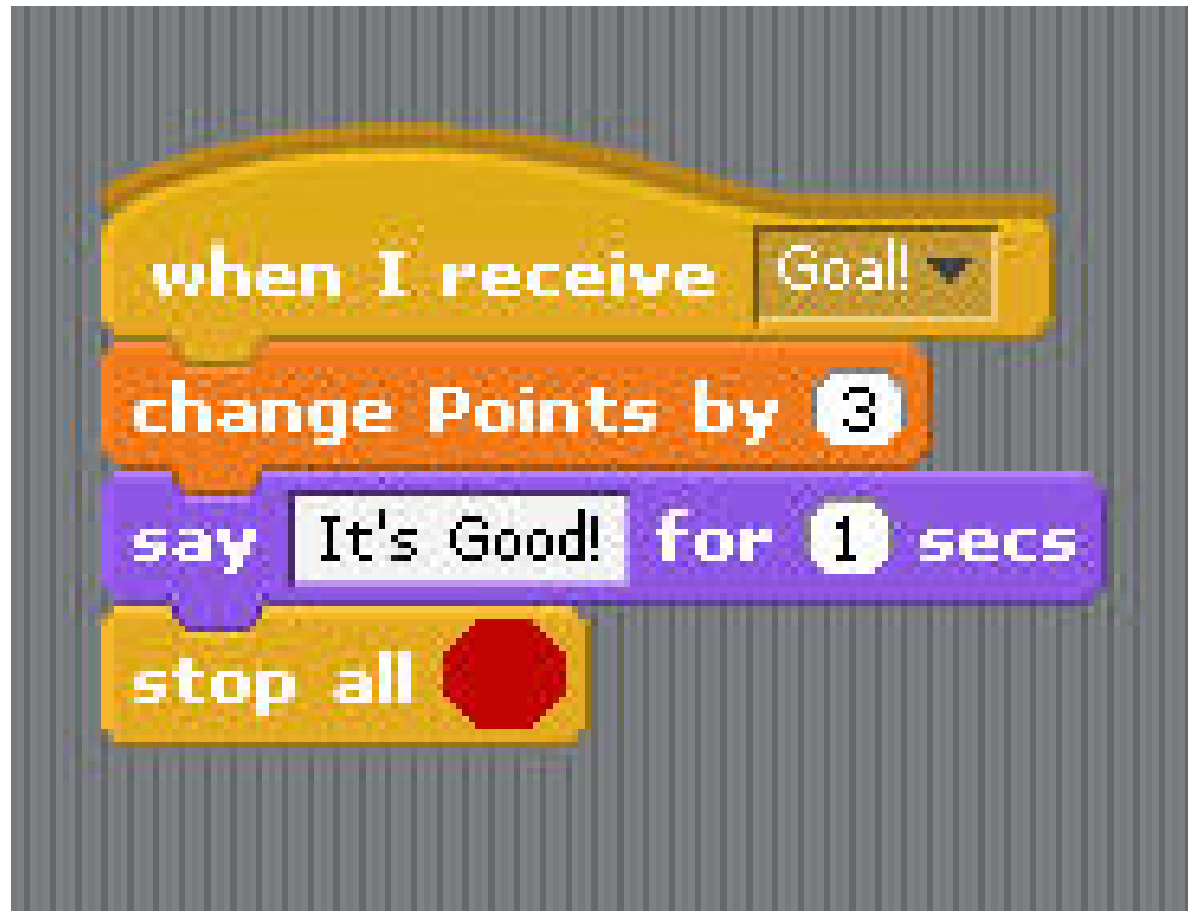 when I receive Goal!
change Points by 3
say It's Good! for 1 secs
stop all